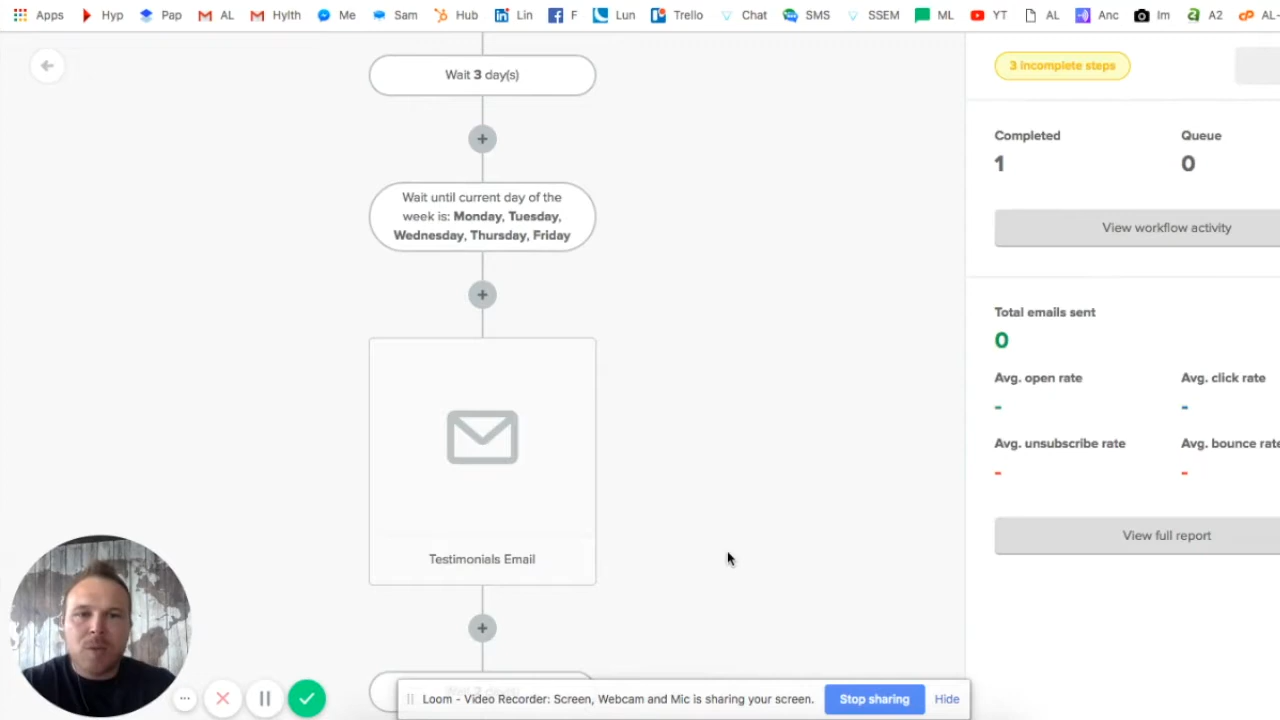 Apps Hyp Pap AL Hylth Me Sam Hub Lin F Lun Trello Chat SMS SSEM ML YT AL Anc Im A2 AL-
Wait 3 day(s)
Wait until current day of the
week is: Monday, Tuesday,
Wednesday, Thursday, Friday
Testimonials Email
3 incomplete steps
Completed Queue
1 0
View workflow activity
Total emails sent
0
Avg. open rate Avg. click rate
- -
Avg. unsubscribe rate Avg. bounce rate
- -
View full report
Loom - Video Recorder: Screen, Webcam and Mic is sharing your screen. Stop sharing Hide